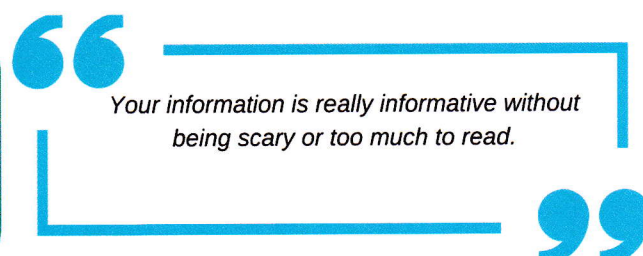 Your information is really informative without
being scary or too much to read.